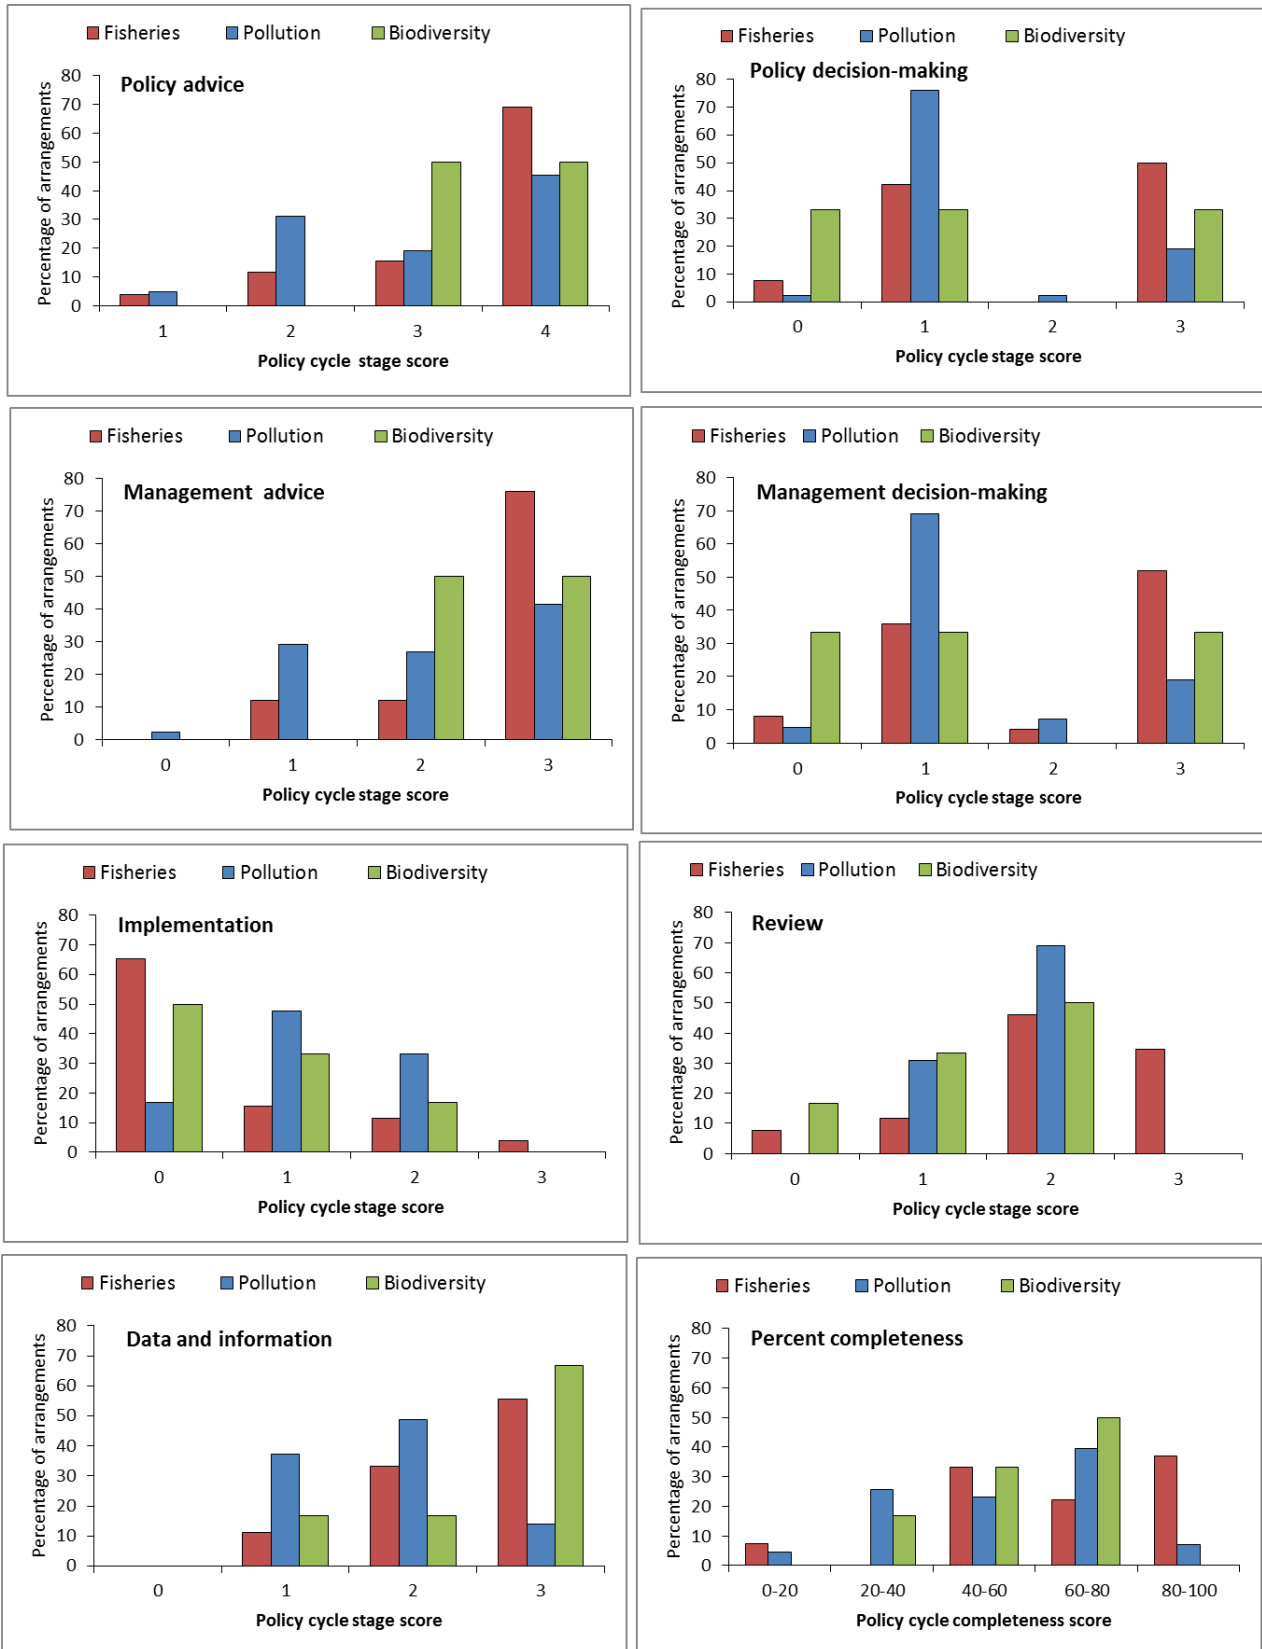 Fisheries Pollution Biodiversity
Policy advice
Percentage of arrangements
80
70
60
50
40
30
20
10
0
1 2 3 4
Policy cycle stage score
Fisheries Pollution Biodiversity
Policy decision-making
Percentage of arrangements
80
70
60
50
40
30
20
10
0
0 1 2 3
Policy cycle stage score
Fisheries Pollution Biodiversity
Management advice
Percentage of arrangements
80
70
60
50
40
30
20
10
0
0 1 2 3
Policy cycle stage score
Fisheries Pollution Biodiversity
Management decision-making
Percentage of arrangements
80
70
60
50
40
30
20
10
0
0 1 2 3
Policy cycle stage score
Fisheries Pollution Biodiversity
Implementation
Percentage of arrangements
80
70
60
50
40
30
20
10
0
0 1 2 3
Policy cycle stage score
Fisheries Pollution Biodiversity
Review
Percentage of arrangements
80
70
60
50
40
30
20
10
0
0 1 2 3
Policy cycle stage score
Fisheries Pollution Biodiversity
Data and information
Percentage of arrangements
80
70
60
50
40
30
20
10
0
0 1 2 3
Policy cycle stage score
Fisheries Pollution Biodiversity
Percent completeness
Percentage of arrangements
80
70
60
50
40
30
20
10
0
0-20 20-40 40-60 60-80 80-100
Policy cycle completeness score